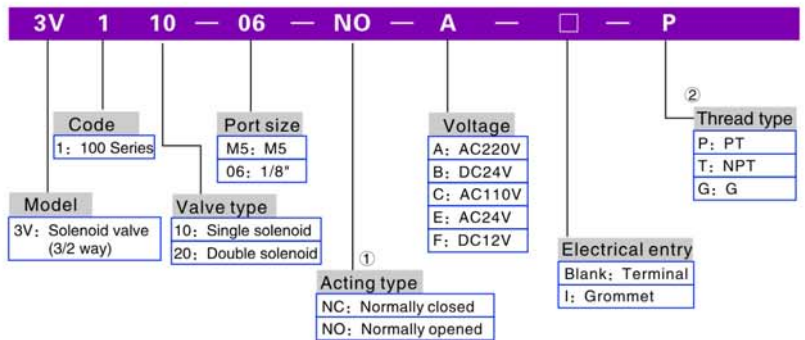 3V 1 10 — 06 — NO — A — □ — P
Code
1: 100 Series
Port size
M5: M5
06: 1/8"
Voltage
A: AC220V
B: DC24V
C: AC110V
E: AC24V
F: DC12V
②
Thread type
P: PT
T: NPT
G: G
Model
3V: Solenoid valve
(3/2 way)
Valve type
10: Single solenoid
20: Double solenoid
①
Acting type
NC: Normally closed
NO: Normally opened
Electrical entry
Blank: Terminal
I: Grommet